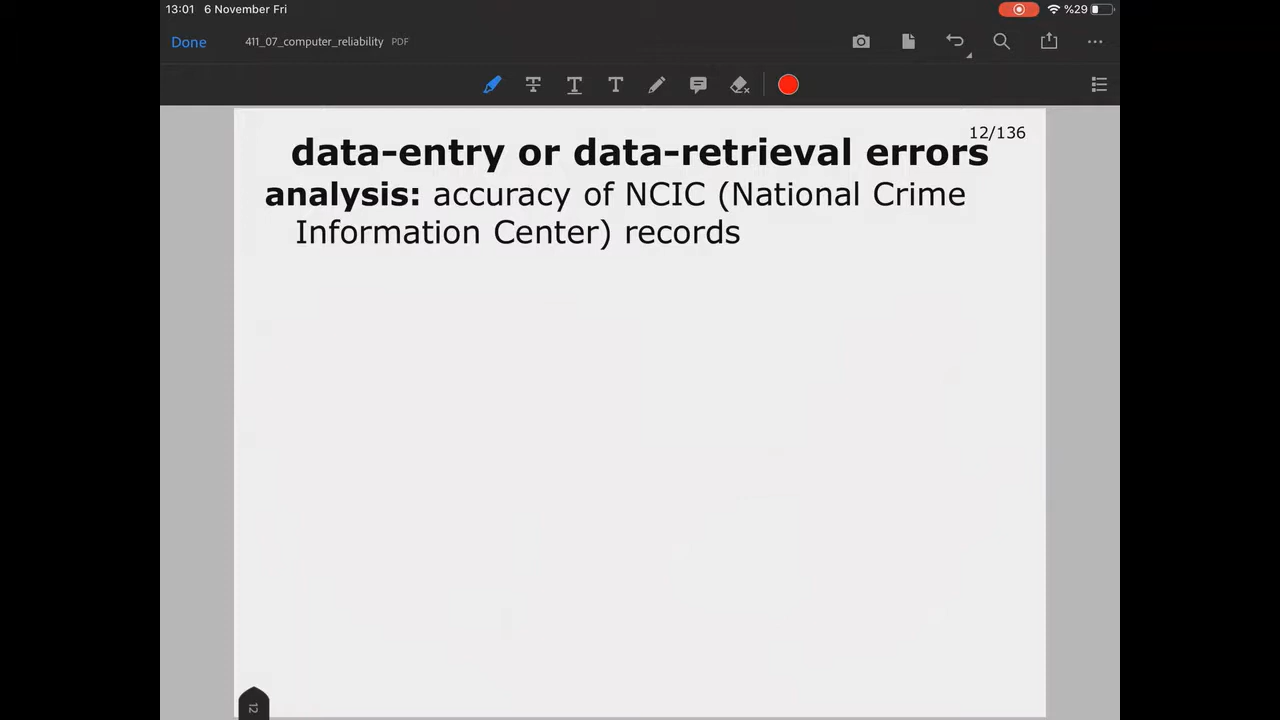 13:01 6 November Fri %29
Done 411_07_computer_reliability PDF
12/136
data-entry or data-retrieval errors
analysis: accuracy of NCIC (National Crime
Information Center) records
12